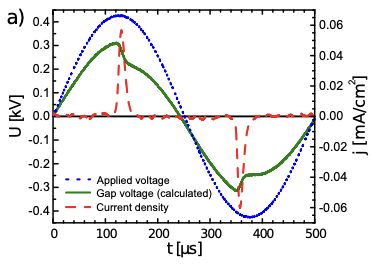 a)
U [kV]
0.4
0.3
0.2
0.1
0.0
-0.1
-0.2
-0.3
-0.4
0.06
0.04
0.02
0.00
-0.02
-0.04
-0.06
j [mA/cm²]
Applied voltage
Gap voltage (calculated)
Current density
0 100 200 300 400 500
t [µs]